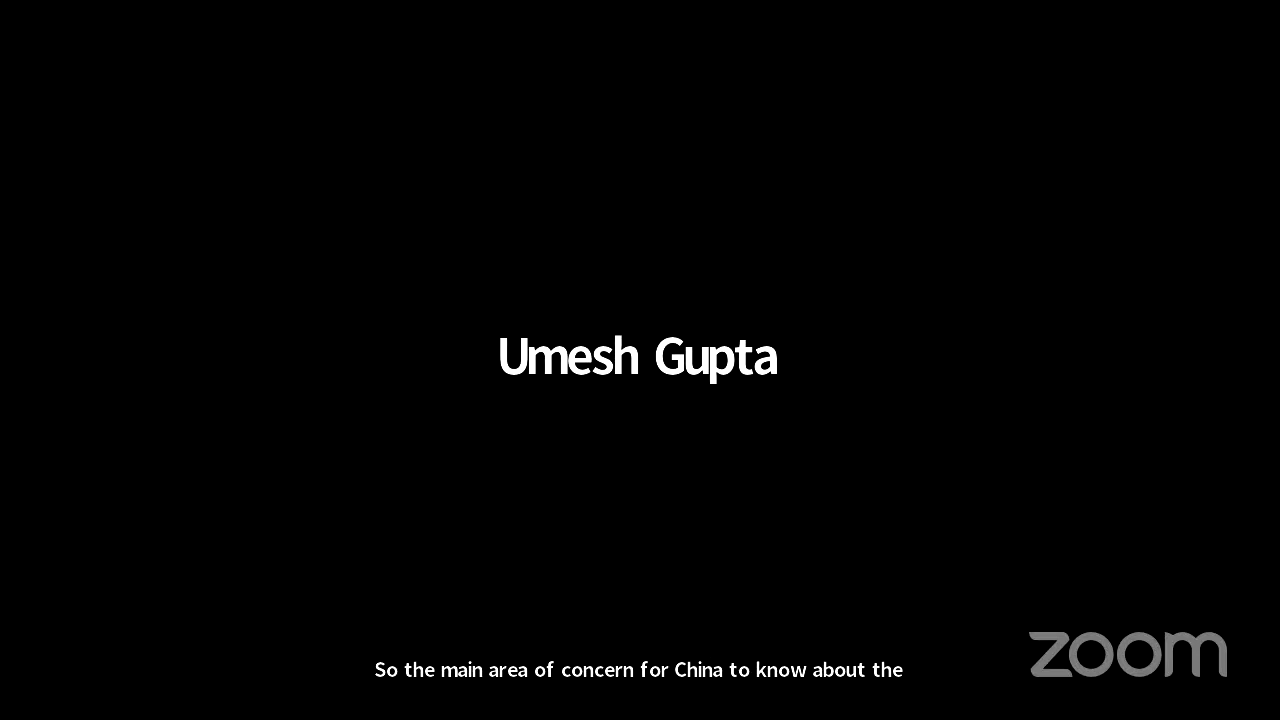 Umesh Gupta
So the main area of concern for China to know about the
zoom